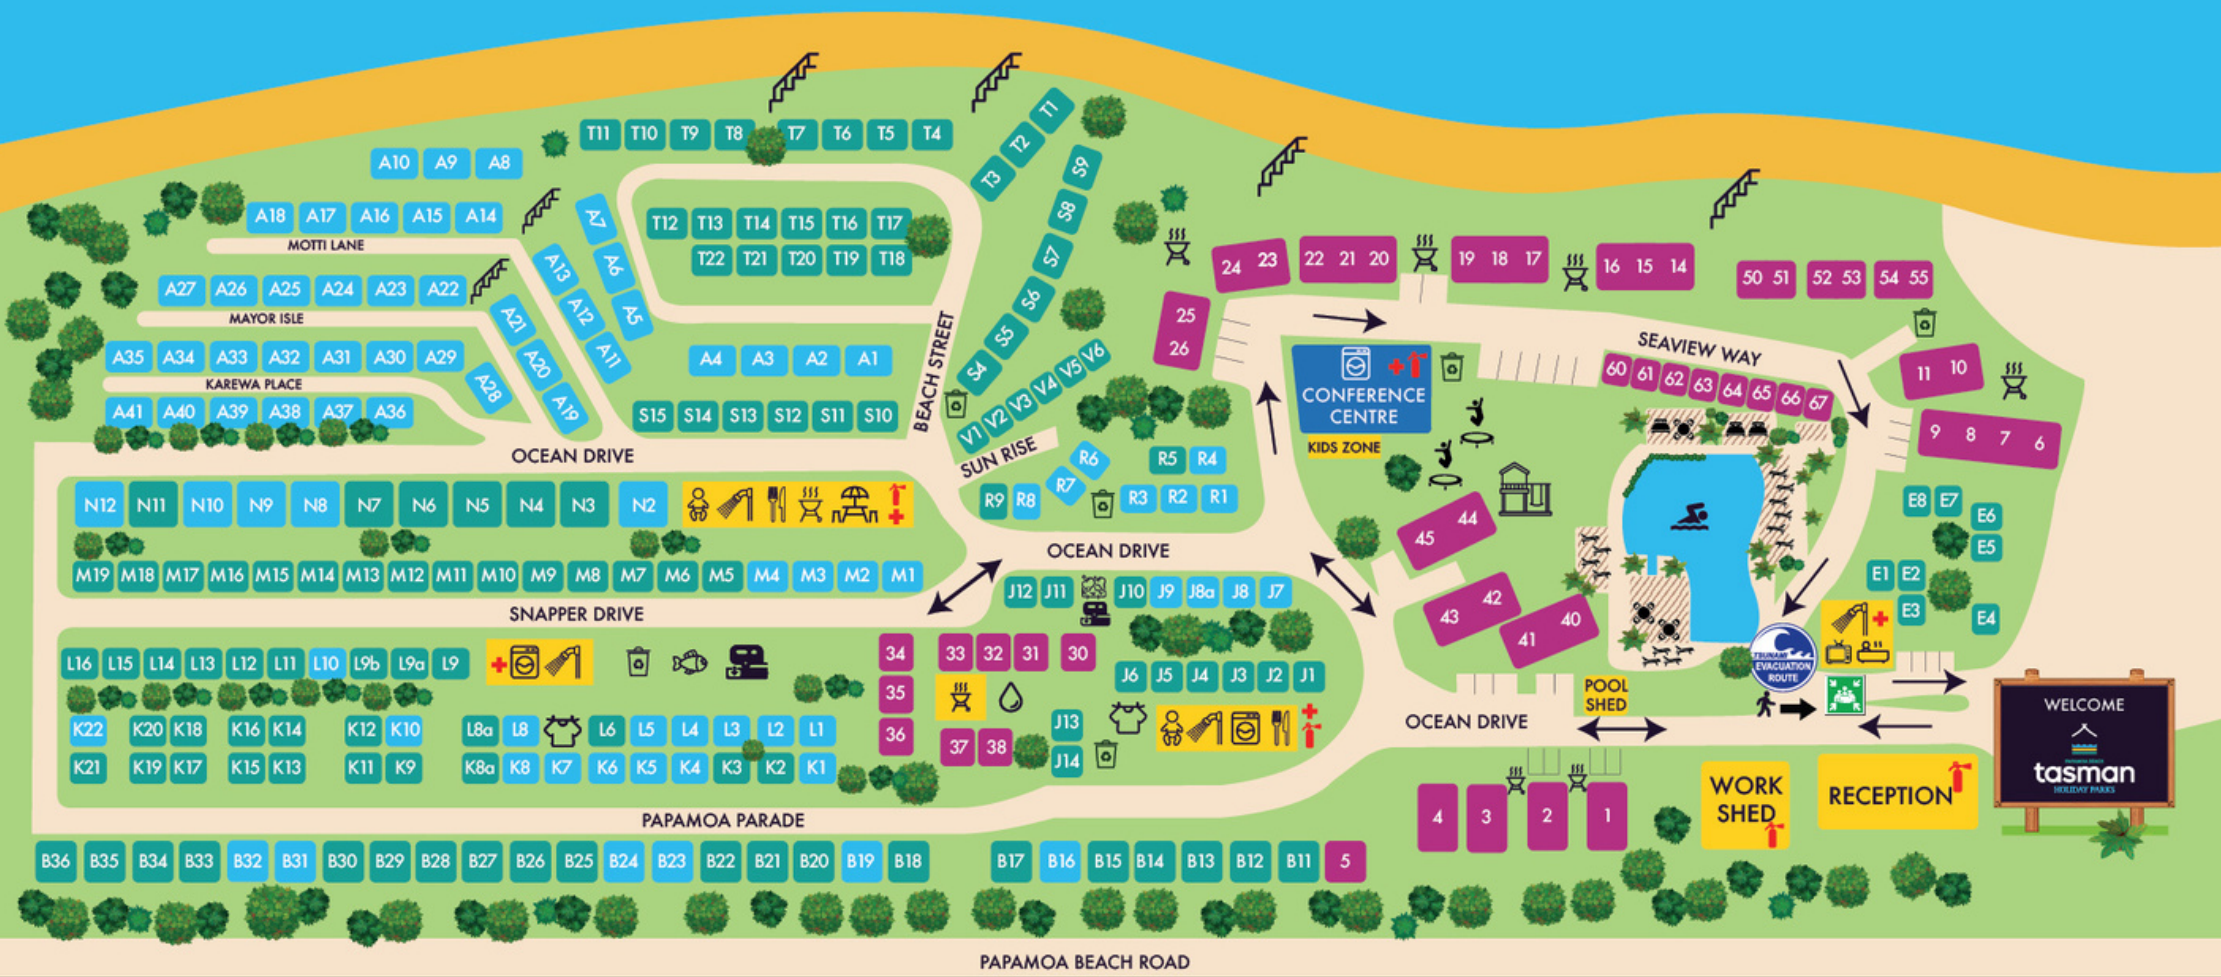 T11 T10 T9 T8 T7 T6 T5 T4
T1
T2
T3
A10 A9 A8
S9
S8
S7
S6
S5
S4
A18 A17 A16 A15 A14
MOTTI LANE
A7
A6
A5
T12 T13 T14 T15 T16 T17
T22 T21 T20 T19 T18
A13
A12
A11
A27 A26 A25 A24 A23 A22
MAYOR ISLE
A21
A20
A19
A35 A34 A33 A32 A31 A30 A29
KAREWA PLACE
A28
A41 A40 A39 A38 A37 A36
A4 A3 A2 A1
S15 S14 S13 S12 S11 S10
BEACH STREET
V1 V2 V3 V4 V5 V6
SUN RISE
24 23
22 21 20
19 18 17
16 15 14
50 51
52 53
54 55
25
26
SEAVIEW WAY
60 61 62 63 64 65 66 67
11 10
9 8 7 6
CONFERENCE
CENTRE
KIDS ZONE
OCEAN DRIVE
R6
R5 R4
R7
R9 R8
R3 R2 R1
N12 N11 N10 N9 N8 N7 N6 N5 N4 N3 N2
OCEAN DRIVE
M19 M18 M17 M16 M15 M14 M13 M12 M11 M10 M9 M8 M7 M6 M5 M4 M3 M2 M1
SNAPPER DRIVE
J12 J11 J10 J9 J8a J8 J7
45 44
43 42
41 40
E8 E7
E6
E5
E1 E2
E3
E4
L16 L15 L14 L13 L12 L11 L10 L9b L9a L9
34
35
36
33 32 31 30
J6 J5 J4 J3 J2 J1
TSUNAMI
EVACUATION
ROUTE
K22 K20 K18 K16 K14 K12 K10 L8a L8 L6 L5 L4 L3 L2 L1
K21 K19 K17 K15 K13 K11 K9 K8a K8 K7 K6 K5 K4 K3 K2 K1
37 38
J13
J14
POOL
SHED
OCEAN DRIVE
WELCOME
PAPAMOA BEACH
tasman
HOLIDAY PARKS
WORK
SHED
RECEPTION
4 3 2 1
PAPAMOA PARADE
B36 B35 B34 B33 B32 B31 B30 B29 B28 B27 B26 B25 B24 B23 B22 B21 B20 B19 B18 B17 B16 B15 B14 B13 B12 B11 5
PAPAMOA BEACH ROAD